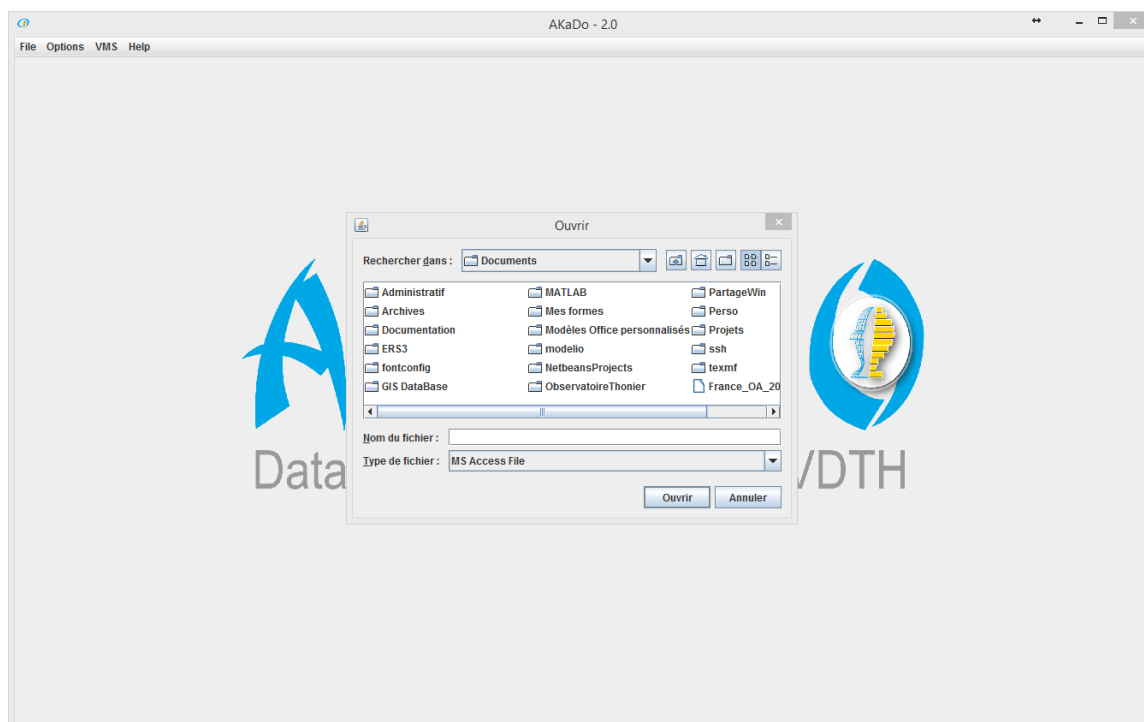 AKaDo - 2.0
File Options VMS Help
Ouvrir
Rechercher dans : Documents
Administratif MATLAB PartageWin
Archives Mes formes Perso
Documentation Modèles Office personnalisés Projets
ERS3 modelio ssh
fontconfig NetbeansProjects texmf
GIS DataBase ObservatoireThonier France_OA_20
Nom du fichier :
Type de fichier : MS Access File
Ouvrir Annuler
Data VDTH